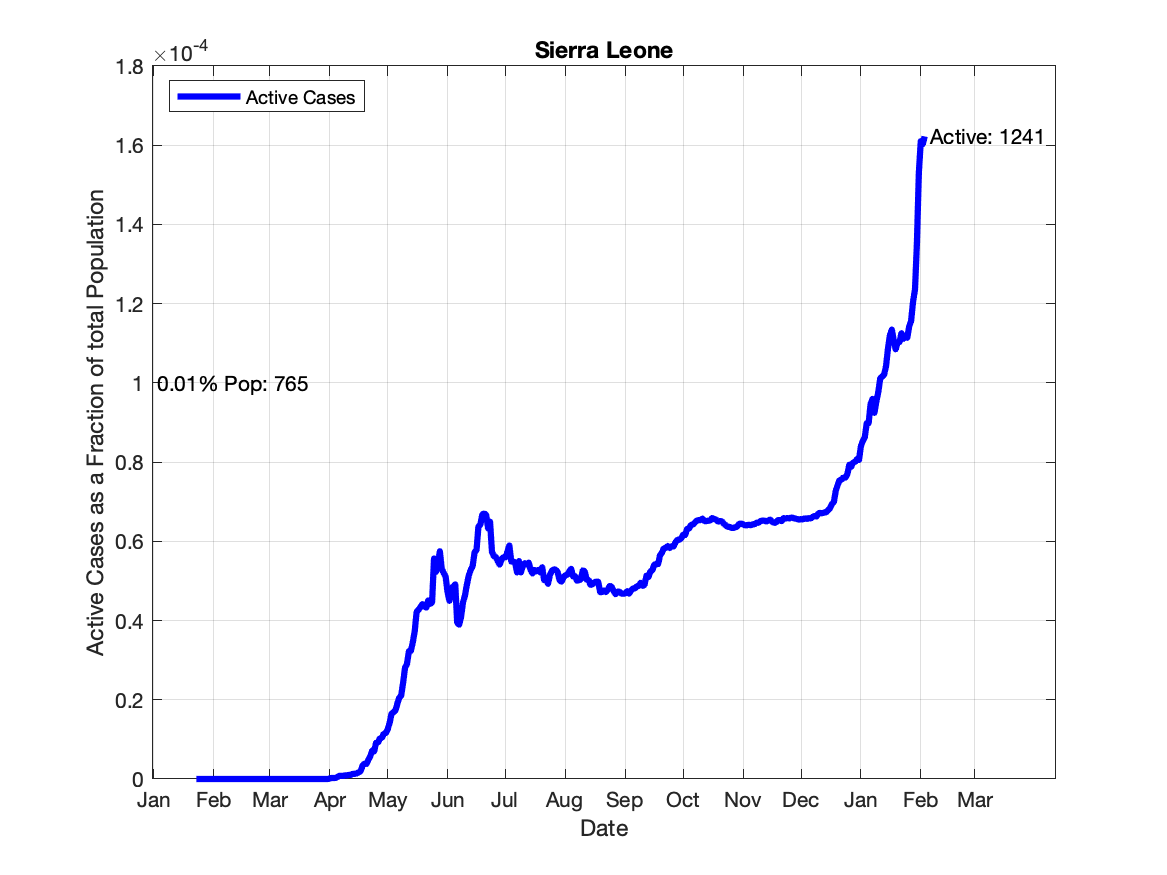 Sierra Leone
×10-4
1.8
1.6
1.4
1.2
1
0.8
0.6
0.4
0.2
0
Active Cases
Active: 1241
0.01% Pop: 765
Active Cases as a Fraction of total Population
Jan Feb Mar Apr May Jun Jul Aug Sep Oct Nov Dec Jan Feb Mar
Date